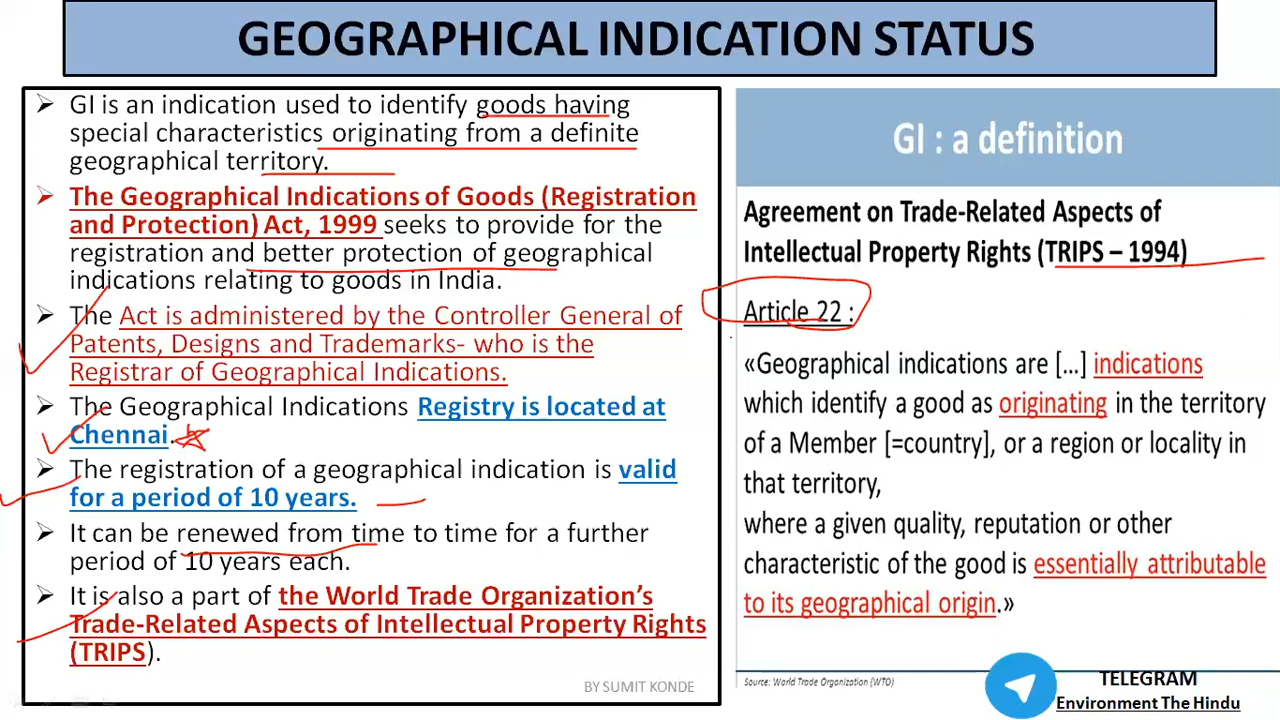 GEOGRAPHICAL INDICATION STATUS
GI is an indication used to identify goods having
special characteristics originating from a definite
geographical territory.
The Geographical Indications of Goods (Registration
and Protection) Act, 1999 seeks to provide for the
registration and better protection of geographical
indications relating to goods in India.
The Act is administered by the Controller General of
Patents, Designs and Trademarks- who is the
Registrar of Geographical Indications.
The Geographical Indications Registry is located at
Chennai.
The registration of a geographical indication is valid
for a period of 10 years.
It can be renewed from time to time for a further
period of 10 years each.
It is also a part of the World Trade Organization’s
Trade-Related Aspects of Intellectual Property Rights
(TRIPS).
BY SUMIT KONDE
GI : a definition
Agreement on Trade-Related Aspects of
Intellectual Property Rights (TRIPS – 1994)
Article 22 :
«Geographical indications are [...] indications
which identify a good as originating in the territory
of a Member [=country], or a region or locality in
that territory,
where a given quality, reputation or other
characteristic of the good is essentially attributable
to its geographical origin.»
Source: World Trade Organization (WTO)
TELEGRAM
Environment The Hindu